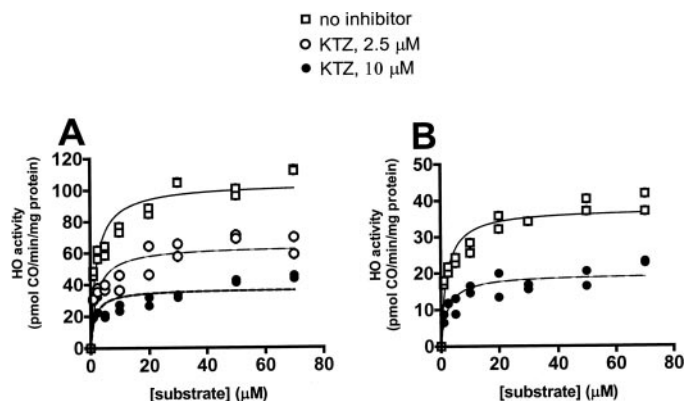 no inhibitor
KTZ, 2.5 μM
KTZ, 10 μM
A
120
100
80
60
40
20
0
0 20 40 60 80
HO activity
(pmol CO/min/mg protein)
[substrate] (μM)
B
50
40
30
20
10
0
0 20 40 60 80
HO activity
(pmol CO/min/mg protein)
[substrate] (μM)